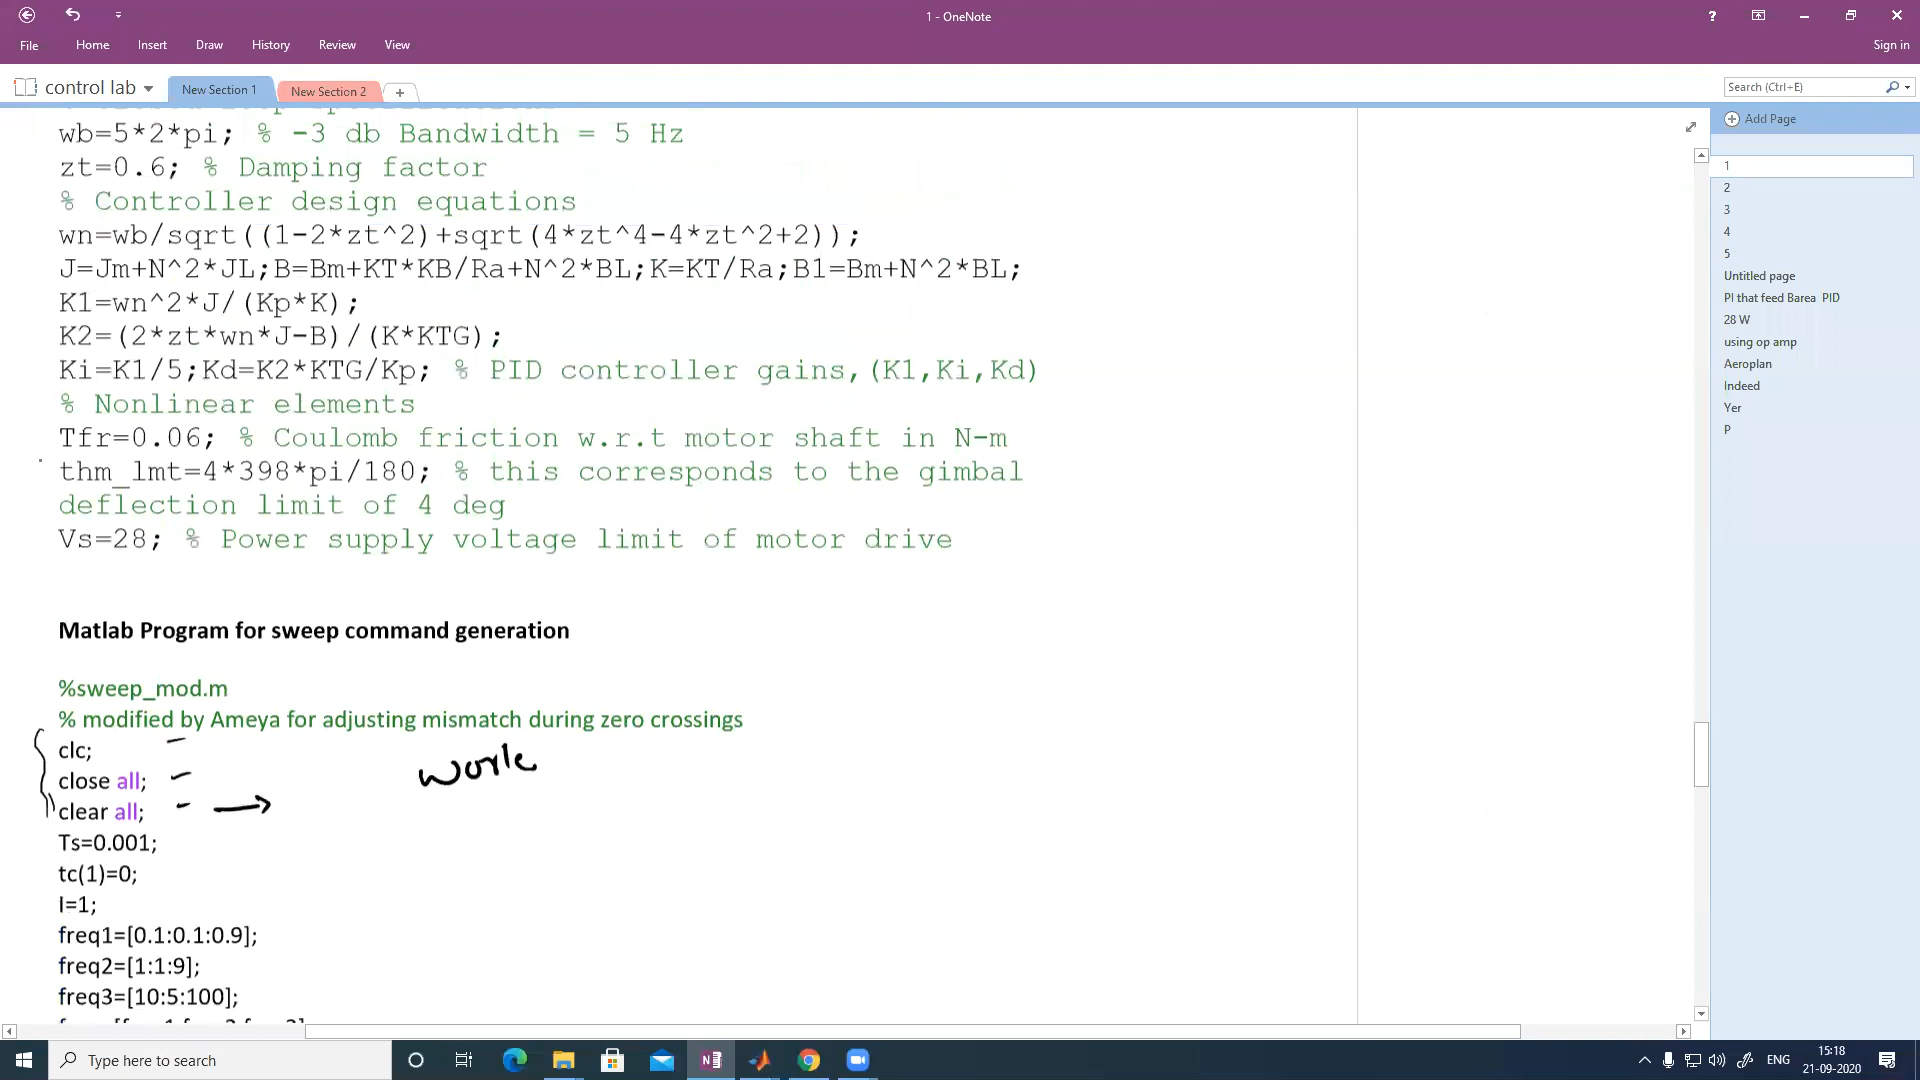 1 - OneNote
?
File Home Insert Draw History Review View
Sign in
control lab
New Section 1
New Section 2
+
Search (Ctrl+E)
wb=5*2*pi; % -3 db Bandwidth = 5 Hz
zt=0.6; % Damping factor
% Controller design equations
wn=wb/sqrt((1-2*zt^2)+sqrt(4*zt^4-4*zt^2+2));
J=Jm+N^2*JL;B=Bm+KT*KB/Ra+N^2*BL;K=KT/Ra;B1=Bm+N^2*BL;
K1=wn^2*J/(Kp*K);
K2=(2*zt*wn*J-B)/(K*KTG);
Ki=K1/5;Kd=K2*KTG/Kp; % PID controller gains,(K1,Ki,Kd)
% Nonlinear elements
Tfr=0.06; % Coulomb friction w.r.t motor shaft in N-m
thm_lmt=4*398*pi/180; % this corresponds to the gimbal
deflection limit of 4 deg
Vs=28; % Power supply voltage limit of motor drive
Matlab Program for sweep command generation
%sweep_mod.m
% modified by Ameya for adjusting mismatch during zero crossings
clc;
close all;
clear all;
Ts=0.001;
tc(1)=0;
I=1;
freq1=[0.1:0.1:0.9];
freq2=[1:1:9];
freq3=[10:5:100];
Add Page
1
2
3
4
5
Untitled page
PI that feed Barea PID
28 W
using op amp
Aeroplan
Indeed
Yer
P
Type here to search
ENG
15:18
21-09-2020